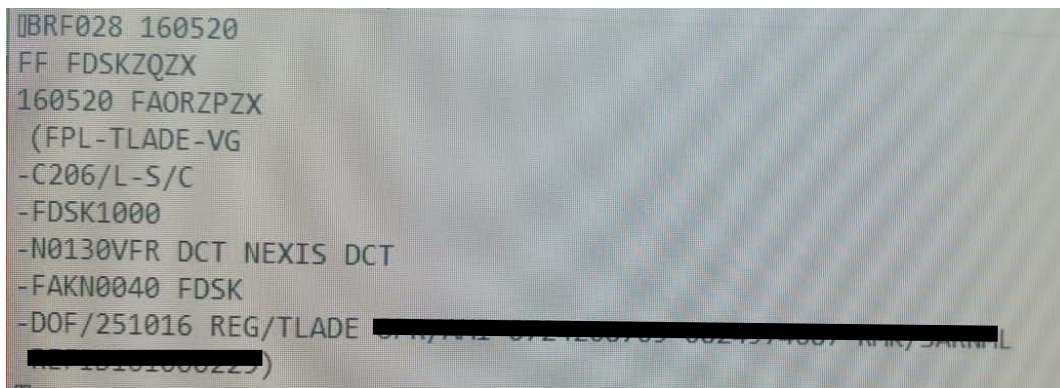 BRF028 160520
FF FDSKZQZX
160520 FAORZPZX
(FPL-TLADE-VG
-C206/L-S/C
-FDSK1000
-N0130VFR DCT NEXIS DCT
-FAKN0040 FDSK
-DOF/251016 REG/TLADE
)